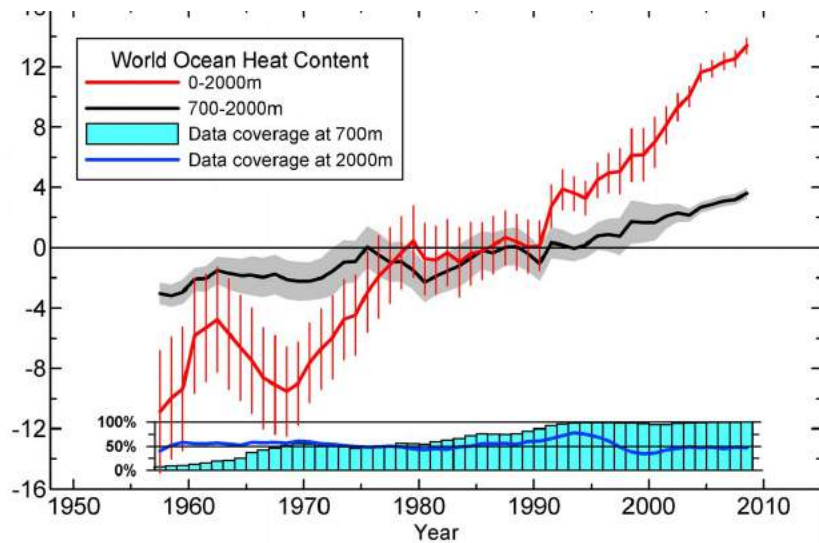 16
12
8
4
0
-4
-8
-12
-16
World Ocean Heat Content
0-2000m
700-2000m
Data coverage at 700m
Data coverage at 2000m
100%
50%
0%
1950 1960 1970 1980 1990 2000 2010
Year